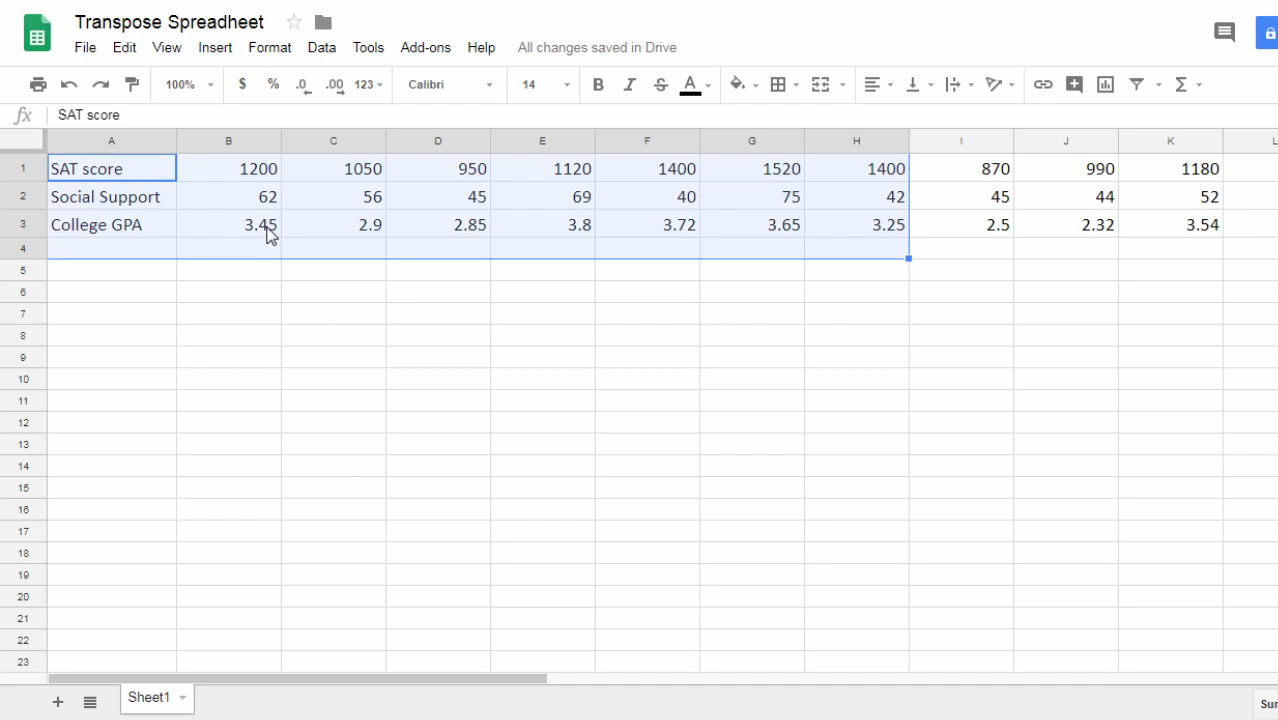 Transpose Spreadheet
File Edit View Insert Format Data Tools Add-ons Help All changes saved in Drive
100% $ % .0 .00 123 Calibri 14 B I S A Σ
fx SAT score
A B C D E F G H I J K L
1 SAT score 1200 1050 950 1120 1400 1520 1400 870 990 1180
2 Social Support 62 56 45 69 40 75 42 45 44 52
3 College GPA 3.45 2.9 2.85 3.8 3.72 3.65 3.25 2.5 2.32 3.54
4
5
6
7
8
9
10
11
12
13
14
15
16
17
18
19
20
21
22
23
+ Sheet1